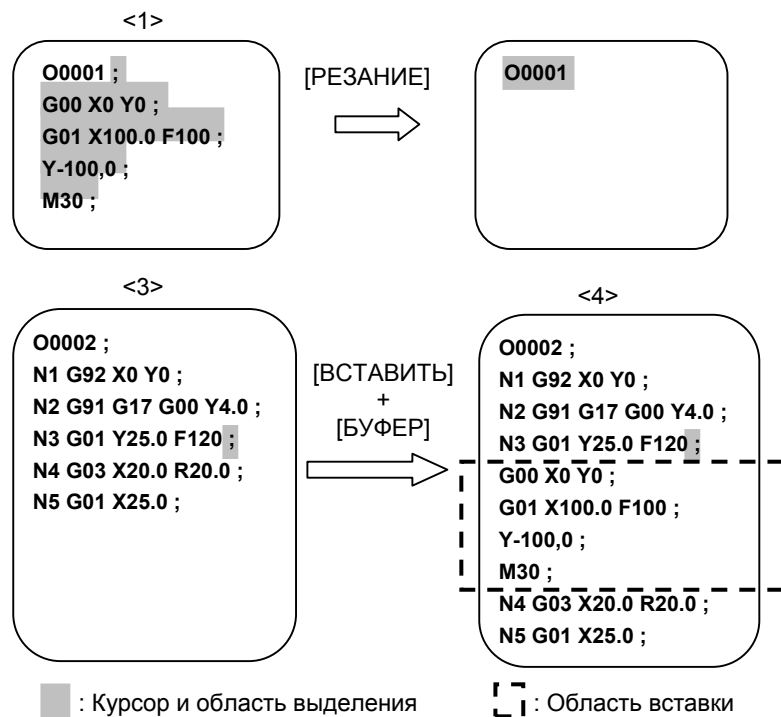 <1>
O0001 ;
G00 X0 Y0 ;
G01 X100.0 F100 ;
Y-100,0 ;
M30 ;
[РЕЗАНИЕ]
O0001
<3>
O0002 ;
N1 G92 X0 Y0 ;
N2 G91 G17 G00 Y4.0 ;
N3 G01 Y25.0 F120 ;
N4 G03 X20.0 R20.0 ;
N5 G01 X25.0 ;
[ВСТАВИТЬ]
+
[БУФЕР]
<4>
O0002 ;
N1 G92 X0 Y0 ;
N2 G91 G17 G00 Y4.0 ;
N3 G01 Y25.0 F120 ;
G00 X0 Y0 ;
G01 X100.0 F100 ;
Y-100,0 ;
M30 ;
N4 G03 X20.0 R20.0 ;
N5 G01 X25.0 ;
: Курсор и область выделения
: Область вставки